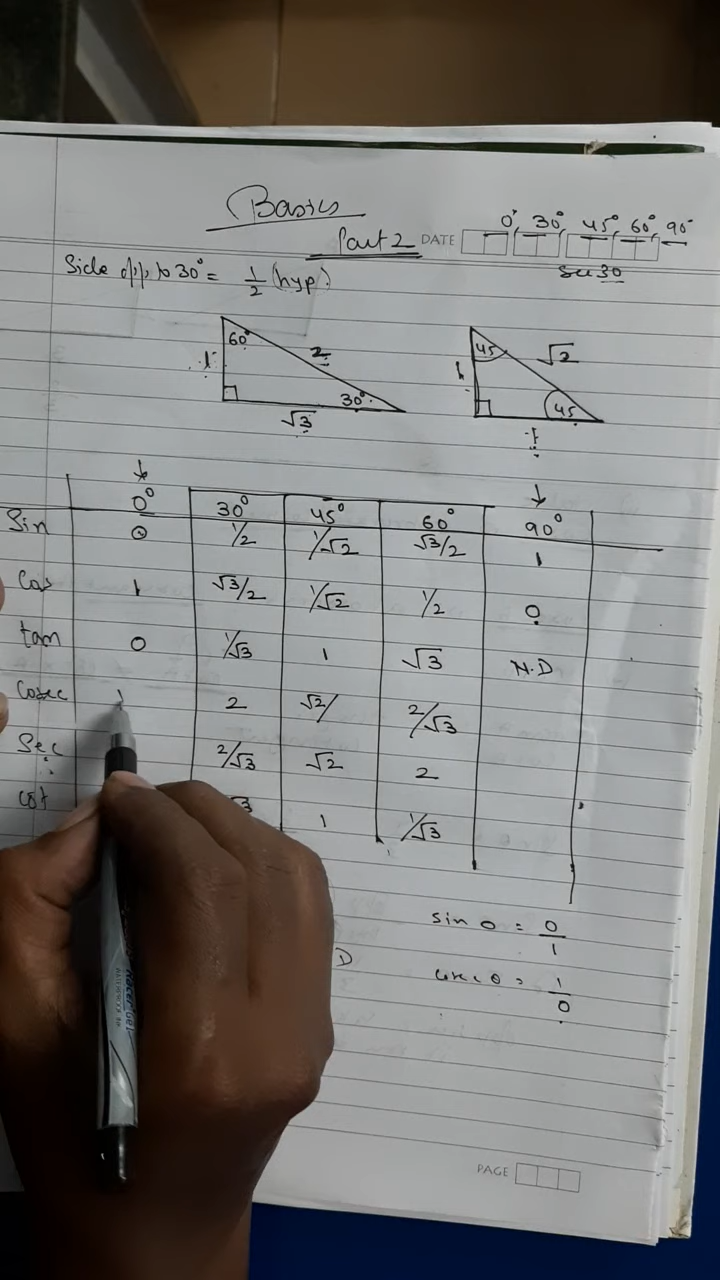 Basics
Part 2 DATE 0°, 30°, 45°, 60°, 90°
Side opp to 30° = 1/2 (hyp)
60° 2 45 √2
1 30° 1 45
√3 1
0° 30° 45° 60° 90°
Sin 0 1/2 1/√2 √3/2 1
Cos 1 √3/2 1/√2 1/2 0
tan 0 1/√3 1 √3 N.D
Cosec 1 2 √2/ 2/√3
Sec 2/√3 √2 2
cot √3 1 1/√3
sin θ = 0/1
D
cosec θ = 1/0
PAGE